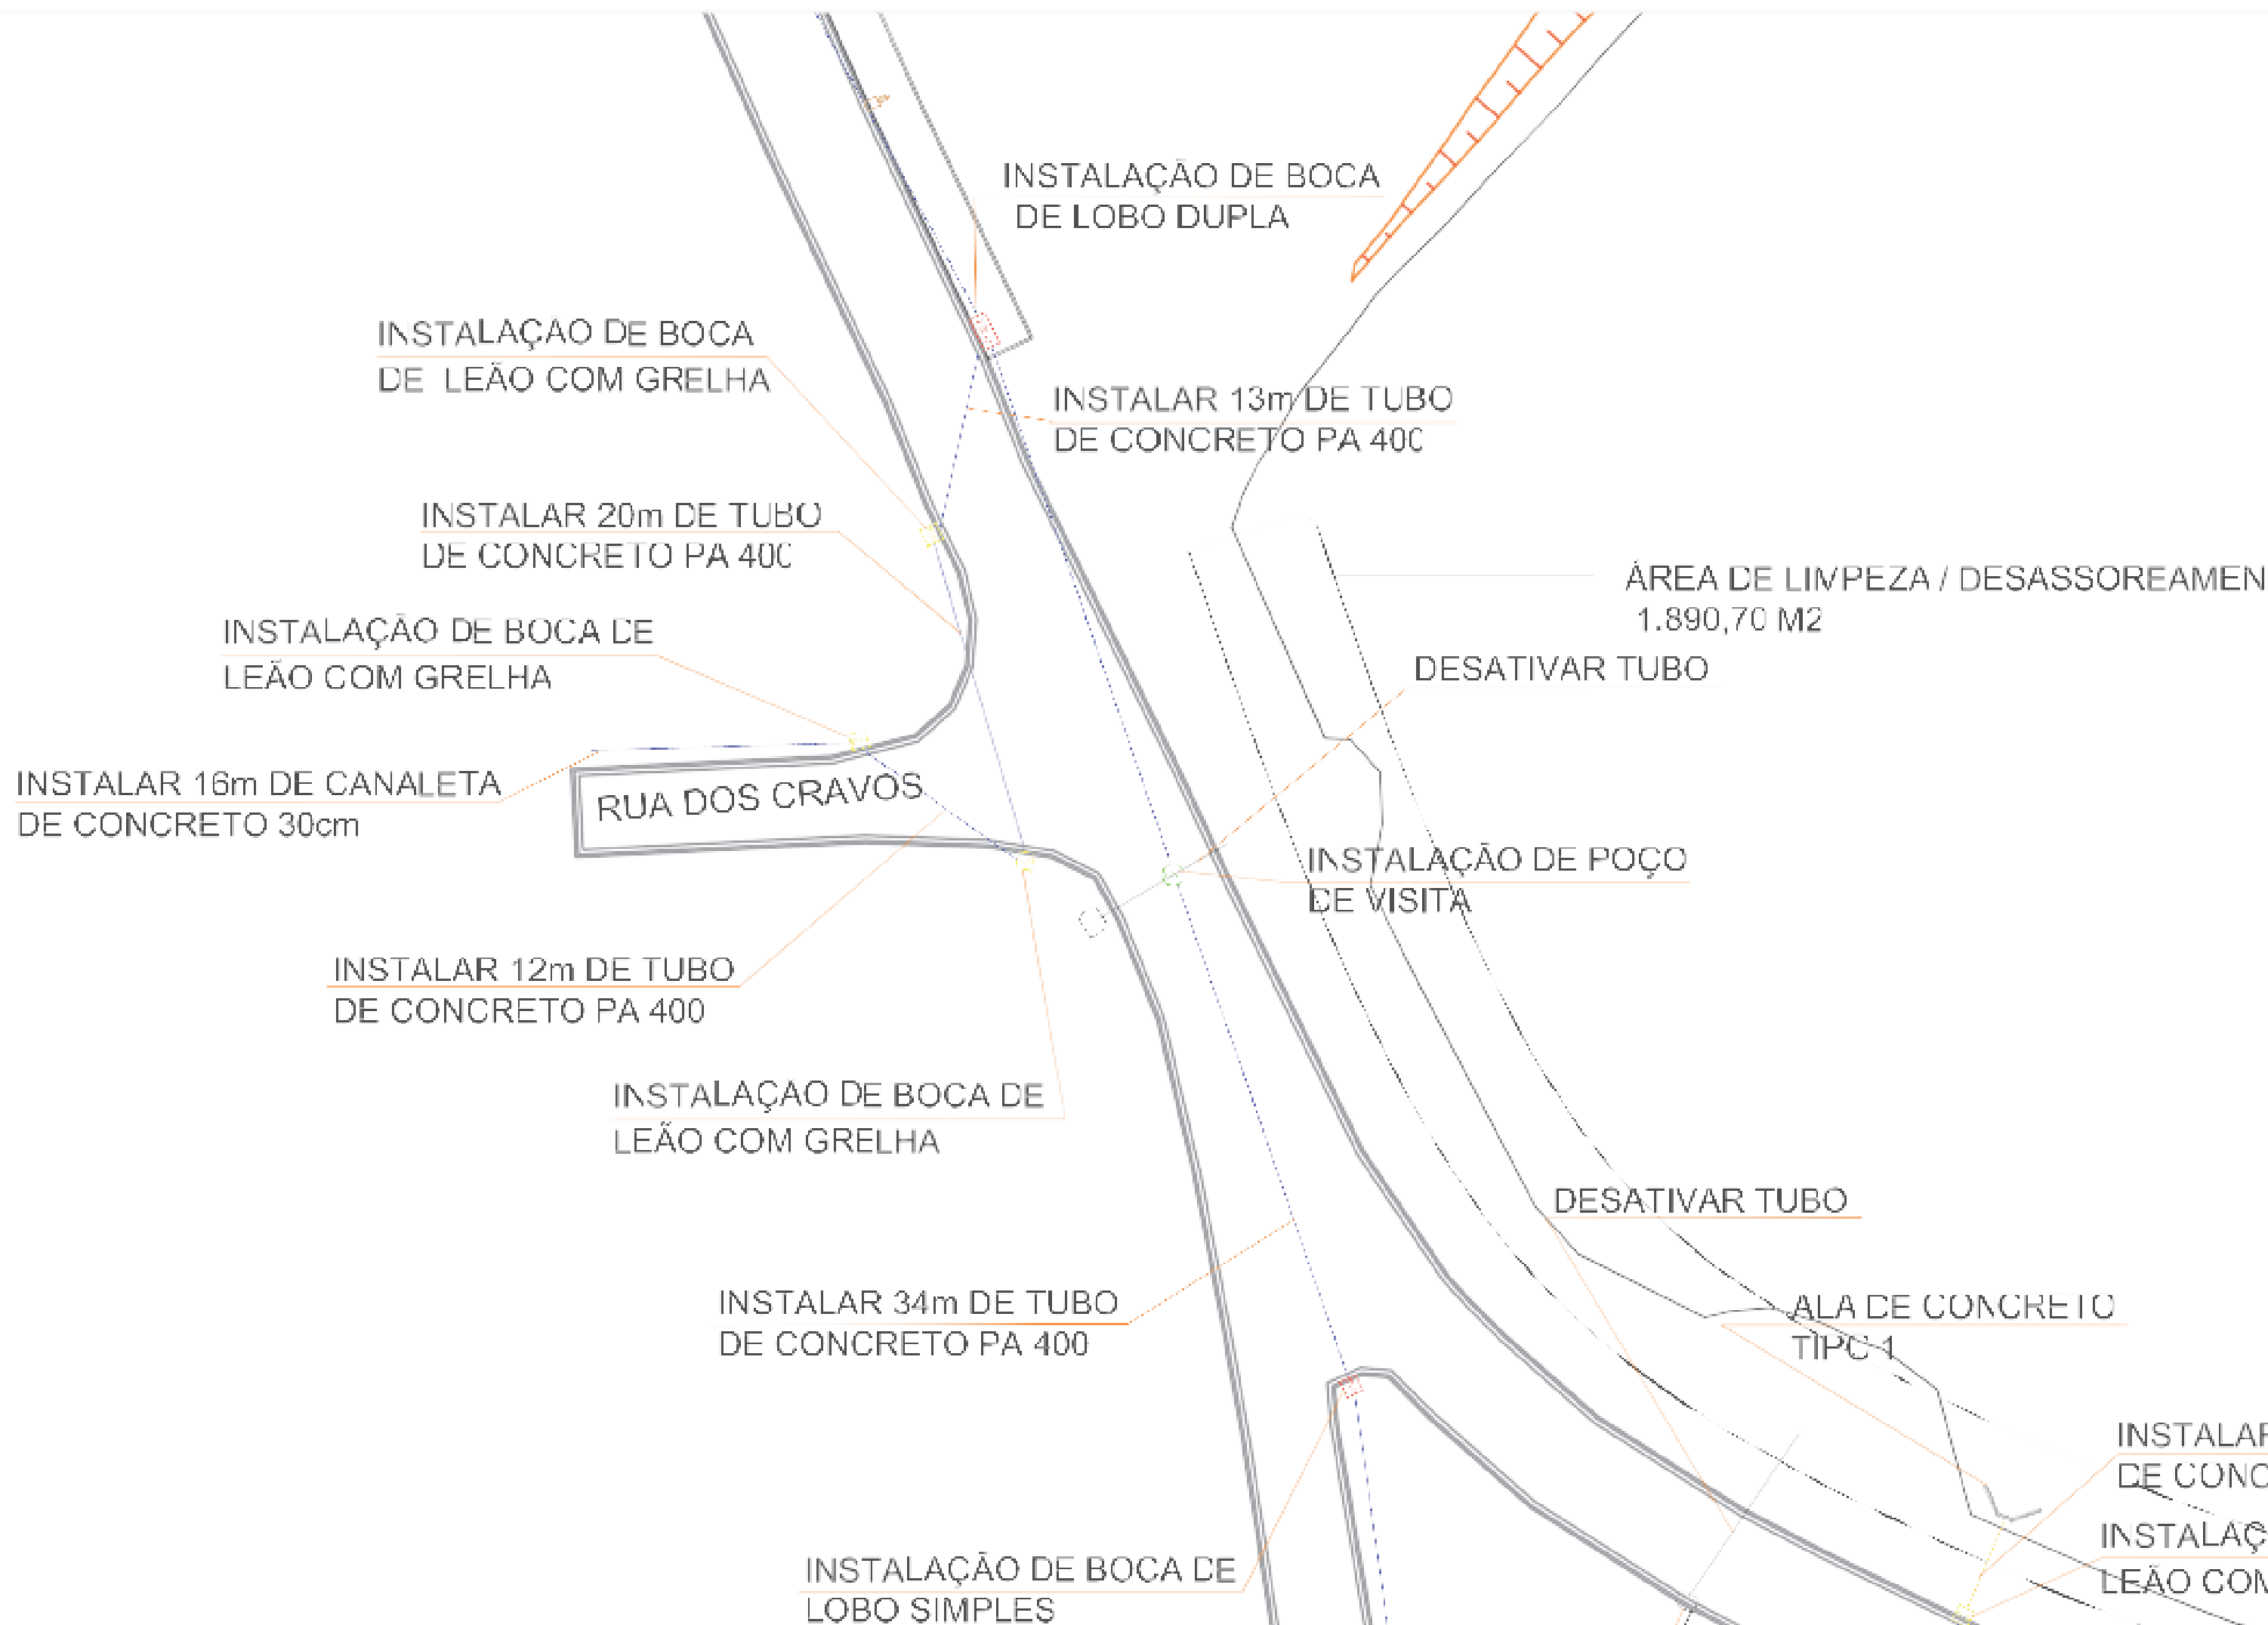 INSTALAÇÃO DE BOCA
DE LOBO DUPLA
INSTALAÇÃO DE BOCA
DE LEÃO COM GRELHA
INSTALAR 13m DE TUBO
DE CONCRETO PA 400
INSTALAR 20m DE TUBO
DE CONCRETO PA 400
ÁREA DE LIMPEZA / DESASSOREAMEN
1.890,70 M2
INSTALAÇÃO DE BOCA DE
LEÃO COM GRELHA
DESATIVAR TUBO
INSTALAR 16m DE CANALETA
DE CONCRETO 30cm
RUA DOS CRAVOS
INSTALAÇÃO DE POÇO
DE VISITA
INSTALAR 12m DE TUBO
DE CONCRETO PA 400
INSTALAÇÃO DE BOCA DE
LEÃO COM GRELHA
DESATIVAR TUBO
INSTALAR 34m DE TUBO
DE CONCRETO PA 400
ALA DE CONCRETO
TIPO 1
INSTALAR
DE CONC
INSTALAÇ
LEÃO COM
INSTALAÇÃO DE BOCA DE
LOBO SIMPLES